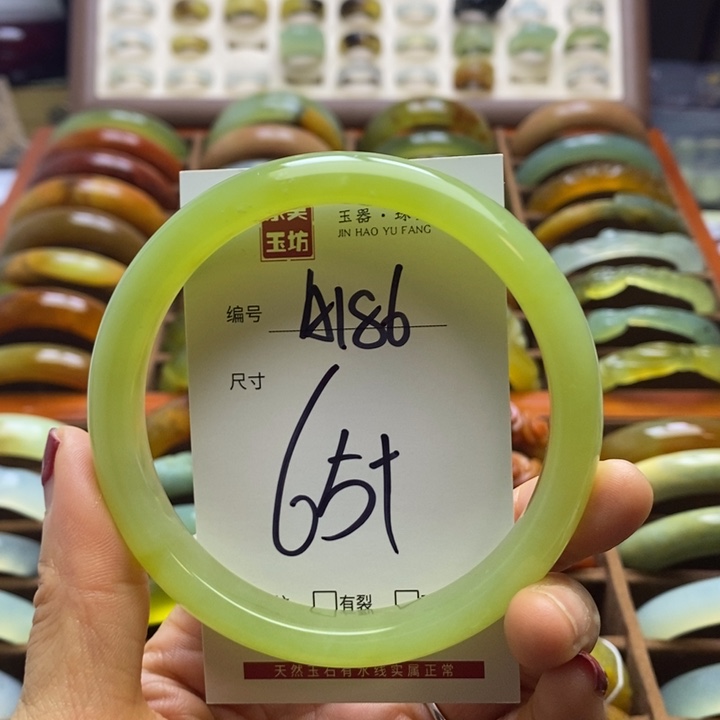 玉坊
玉器·珠
JIN HAO YU FANG
编号 A186
尺寸
65+
有裂
天然玉石有水线实属正常